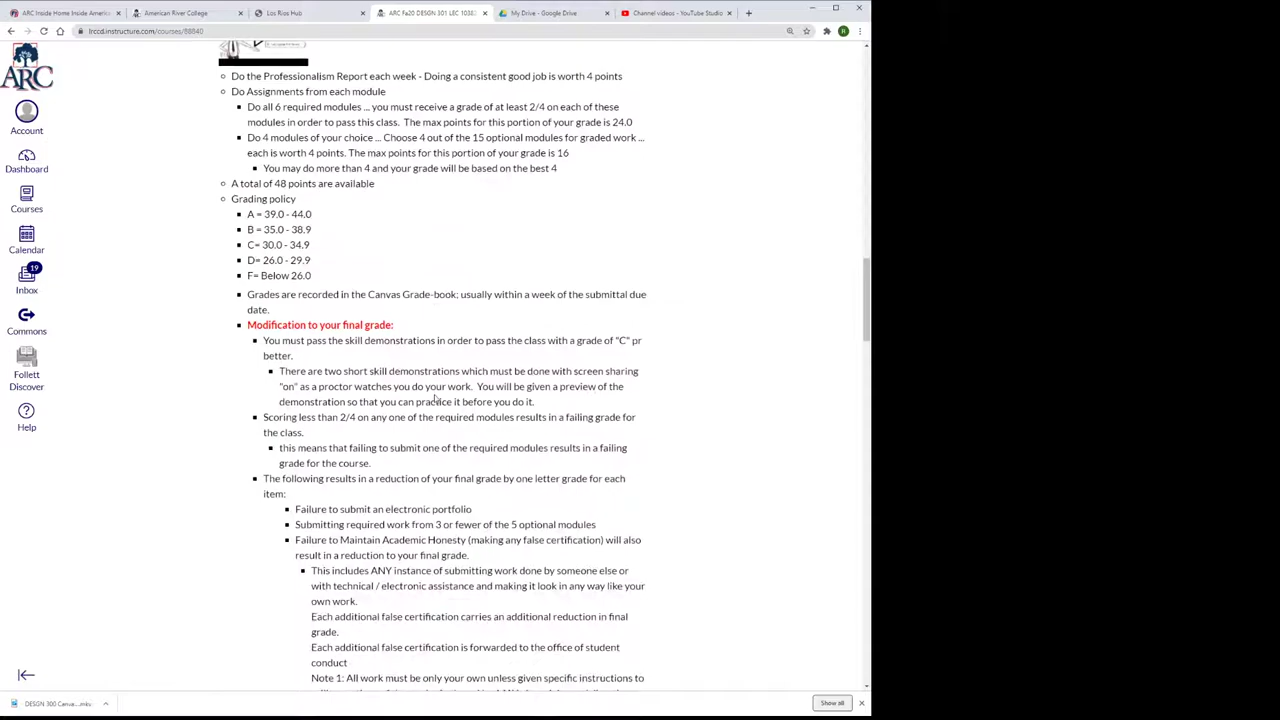 ARC Inside Home Inside Americ
American River College
Los Rios Hub
ARC Fa20 DESGN 301 LEC 10383
My Drive - Google Drive
Channel videos - YouTube Studio
lrccd.instructure.com/courses/88840
R
ARC
Account
Dashboard
Courses
Calendar
19
Inbox
Commons
Follett
Discover
Help
Do the Professionalism Report each week - Doing a consistent good job is worth 4 points
Do Assignments from each module
Do all 6 required modules ... you must receive a grade of at least 2/4 on each of these
modules in order to pass this class. The max points for this portion of your grade is 24.0
Do 4 modules of your choice ... Choose 4 out of the 15 optional modules for graded work ...
each is worth 4 points. The max points for this portion of your grade is 16
You may do more than 4 and your grade will be based on the best 4
A total of 48 points are available
Grading policy
A = 39.0 - 44.0
B = 35.0 - 38.9
C= 30.0 - 34.9
D= 26.0 - 29.9
F= Below 26.0
Grades are recorded in the Canvas Grade-book; usually within a week of the submittal due
date.
Modification to your final grade:
You must pass the skill demonstrations in order to pass the class with a grade of "C" pr
better.
There are two short skill demonstrations which must be done with screen sharing
"on" as a proctor watches you do your work. You will be given a preview of the
demonstration so that you can practice it before you do it.
Scoring less than 2/4 on any one of the required modules results in a failing grade for
the class.
this means that failing to submit one of the required modules results in a failing
grade for the course.
The following results in a reduction of your final grade by one letter grade for each
item:
Failure to submit an electronic portfolio
Submitting required work from 3 or fewer of the 5 optional modules
Failure to Maintain Academic Honesty (making any false certification) will also
result in a reduction to your final grade.
This includes ANY instance of submitting work done by someone else or
with technical / electronic assistance and making it look in any way like your
own work.
Each additional false certification carries an additional reduction in final
grade.
Each additional false certification is forwarded to the office of student
conduct
Note 1: All work must be only your own unless given specific instructions to
DESGN 300 Canvas....mkv
Show all